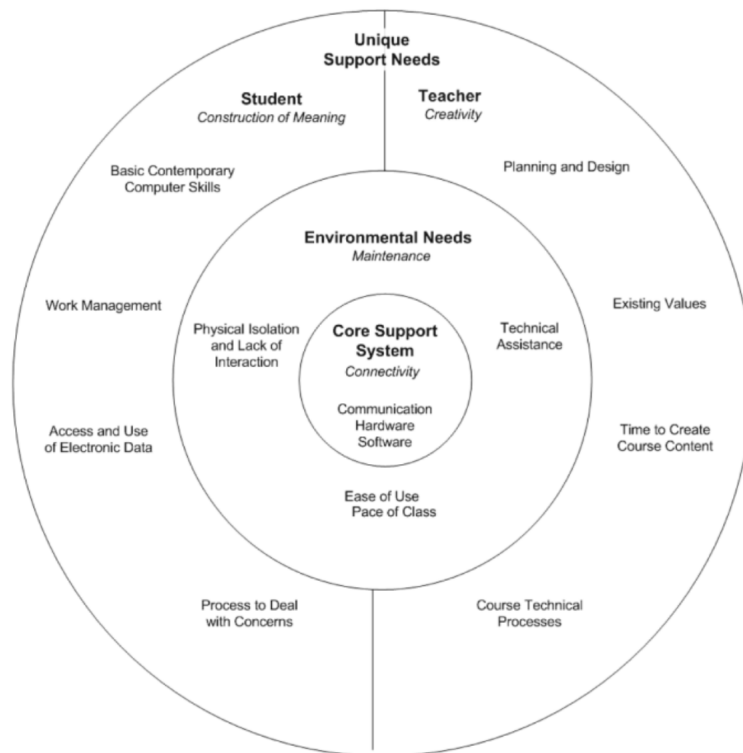 Unique
Support Needs
Student
Construction of Meaning
Teacher
Creativity
Basic Contemporary
Computer Skills
Planning and Design
Environmental Needs
Maintenance
Work Management
Existing Values
Physical Isolation
and Lack of
Interaction
Core Support
System
Connectivity
Technical
Assistance
Communication
Hardware
Software
Access and Use
of Electronic Data
Time to Create
Course Content
Ease of Use
Pace of Class
Process to Deal
with Concerns
Course Technical
Processes